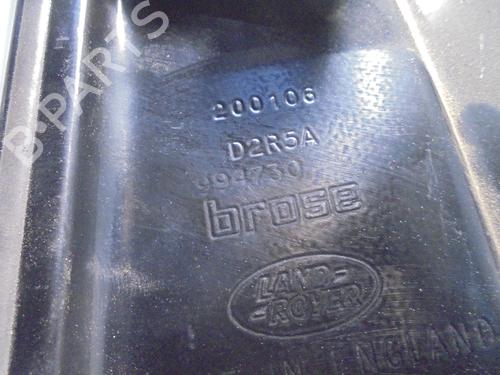 200106
D2R5A
994730
brose
LAND-
-ROVER
IN ENGLAND
B-PARTS